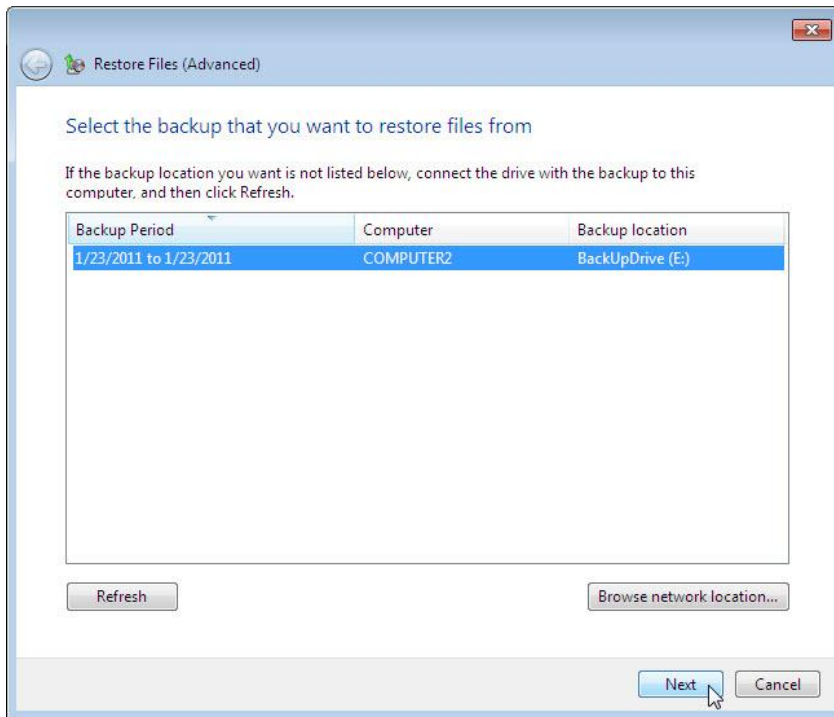 Restore Files (Advanced)
Select the backup that you want to restore files from
If the backup location you want is not listed below, connect the drive with the backup to this
computer, and then click Refresh.
Backup Period Computer Backup location
1/23/2011 to 1/23/2011 COMPUTER2 BackUpDrive (E:)
Refresh Browse network location...
Next Cancel